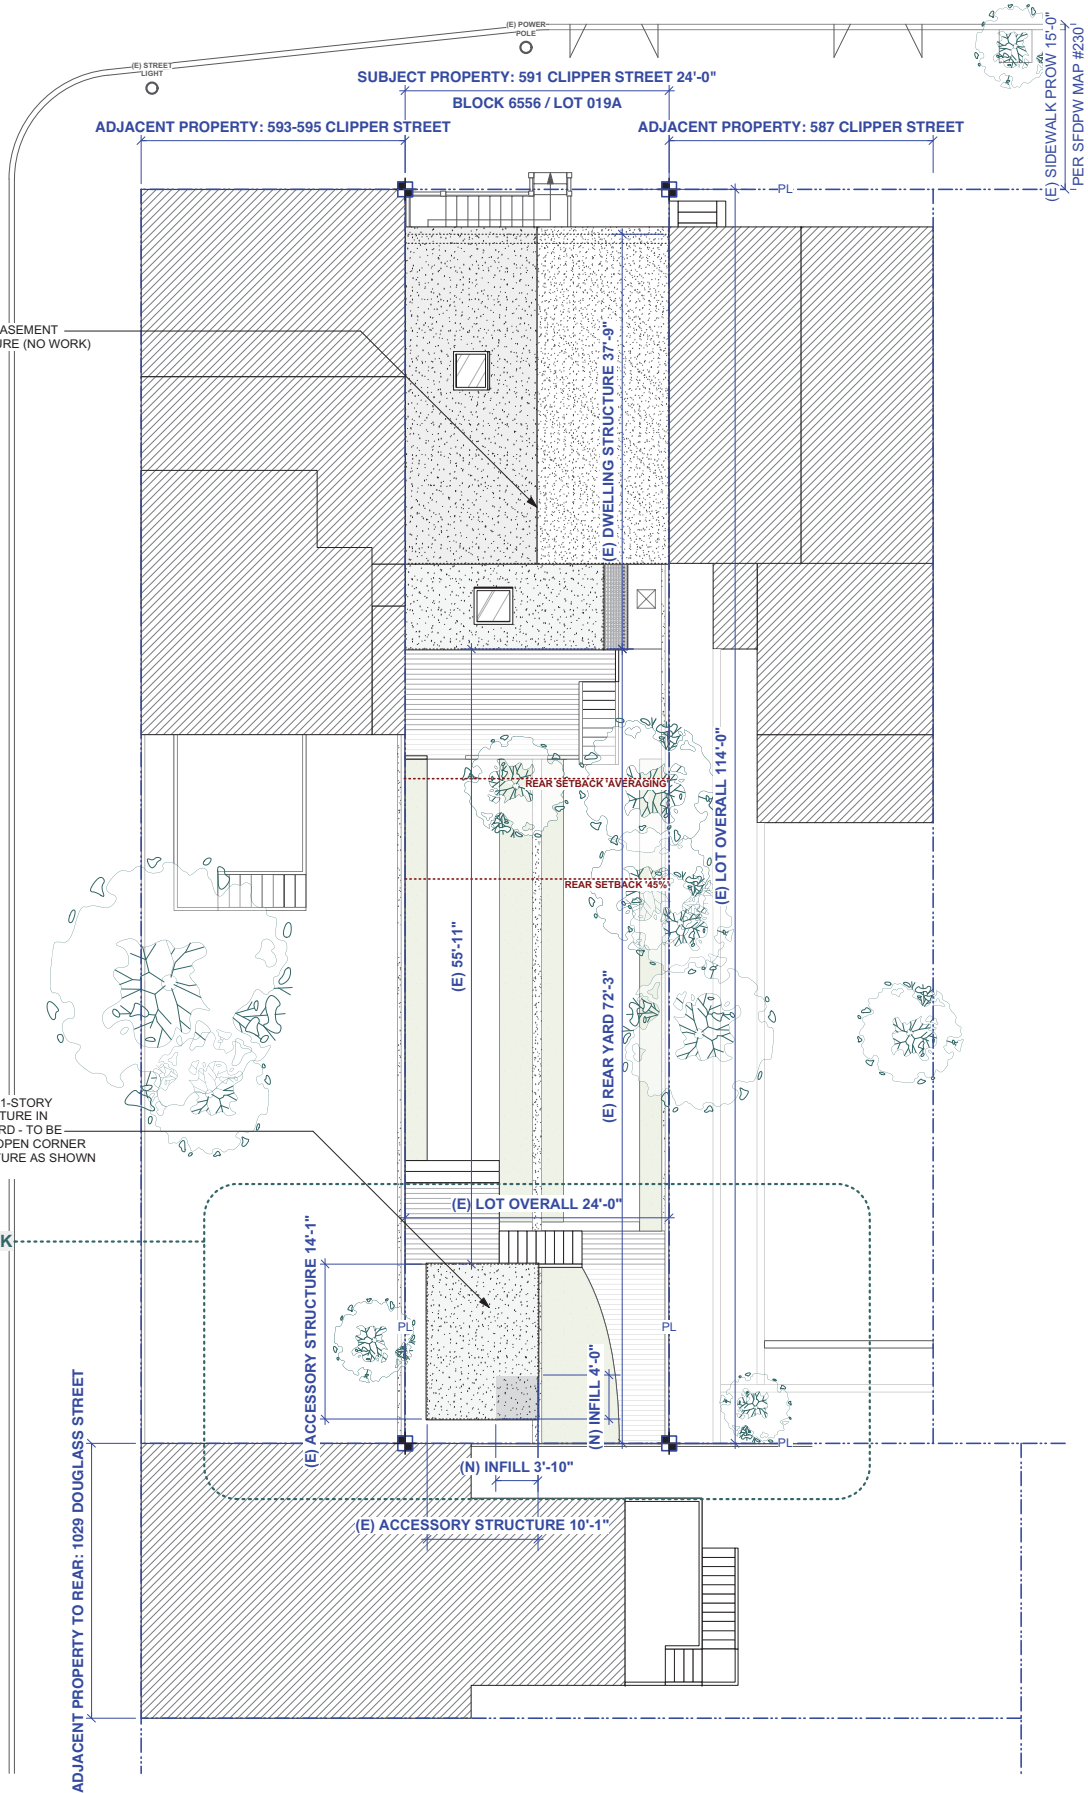 (E) POWER
POLE
(E) STREET
LIGHT
SUBJECT PROPERTY: 591 CLIPPER STREET 24'-0"
BLOCK 6556 / LOT 019A
ADJACENT PROPERTY: 593-595 CLIPPER STREET
ADJACENT PROPERTY: 587 CLIPPER STREET
(E) SIDEWALK PROW 15'-0"
PER SFDPW MAP #230
PL
ASEMENT
URE (NO WORK)
(E) DWELLING STRUCTURE 37'-9"
REAR SETBACK 'AVERAGING'
(E) LOT OVERALL 114'-0"
REAR SETBACK '45%'
(E) 55'-11"
(E) REAR YARD 72'-3"
1-STORY
TURE IN
RD - TO BE
OPEN CORNER
TURE AS SHOWN
(E) LOT OVERALL 24'-0"
K
(E) ACCESSORY STRUCTURE 14'-1"
PL
PL
(N) INFILL 4'-0"
PL
(N) INFILL 3'-10"
(E) ACCESSORY STRUCTURE 10'-1"
ADJACENT PROPERTY TO REAR: 1029 DOUGLASS STREET